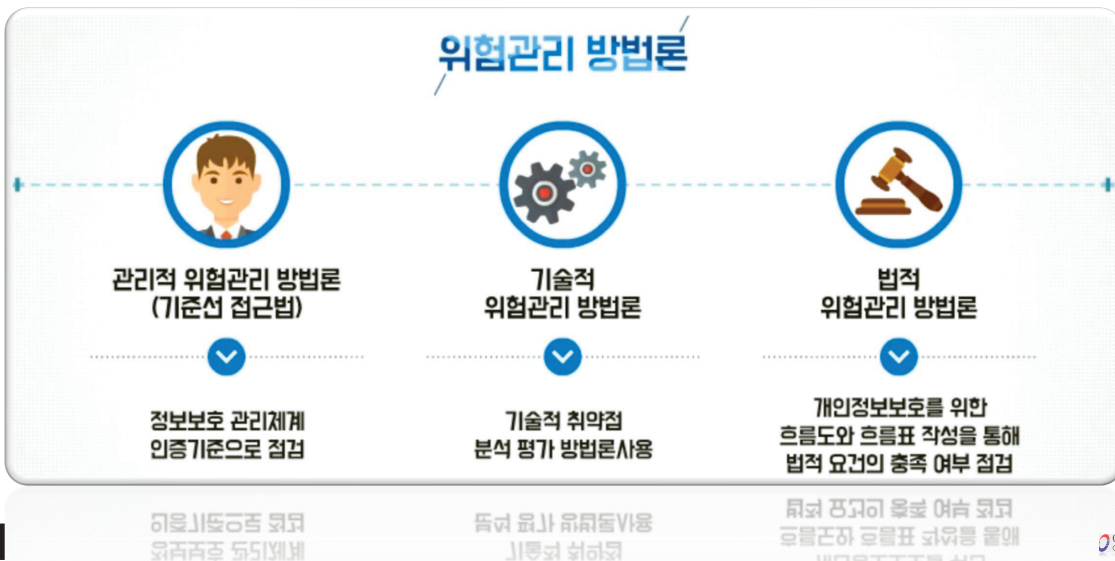 위험관리 방법론
관리적 위험관리 방법론
(기준선 접근법)
기술적
위험관리 방법론
법적
위험관리 방법론
정보보호 관리체계
인증기준으로 점검
기술적 취약점
분석 평가 방법론사용
개인정보보호를 위한
흐름도와 흐름표 작성을 통해
법적 요건의 충족 여부 점검